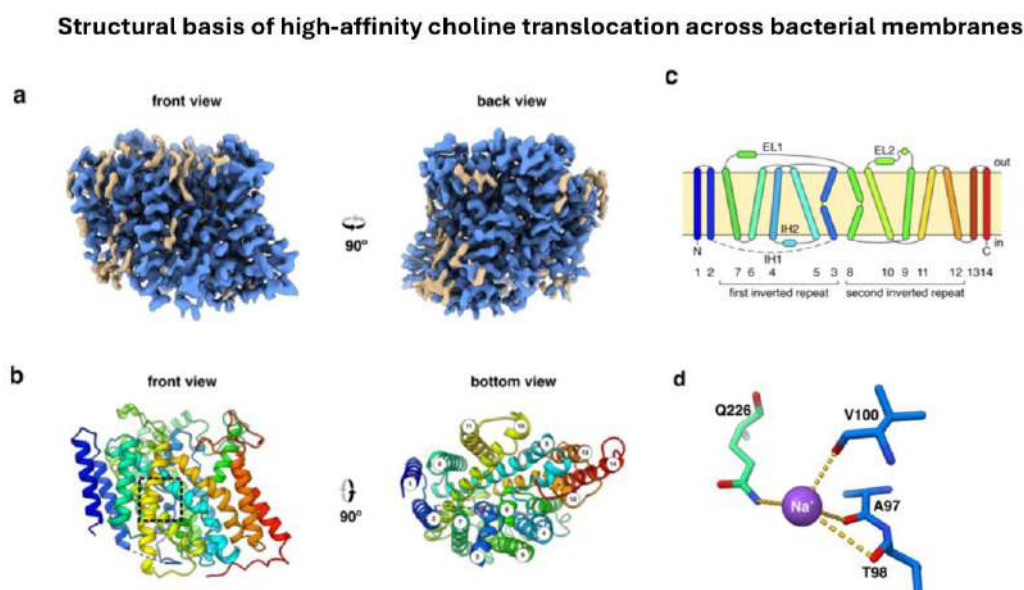 Structural basis of high-affinity choline translocation across bacterial membranes
a
front view
back view
90°
c
EL1
EL2
out
IH2
in
N
IH1
C
1 2 7 6 4 5 3 8 10 9 11 12 13 14
first inverted repeat
second inverted repeat
b
front view
bottom view
90°
d
Q226
V100
Na+
A97
T98